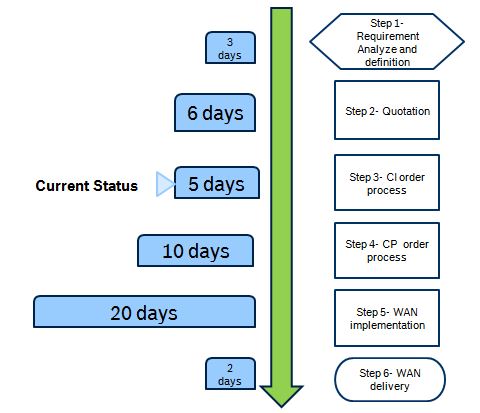 3
days
Step 1-
Requirement
Analyze and
definition
6 days
Step 2- Quotation
Current Status
5 days
Step 3- CI order
process
10 days
Step 4- CP order
process
20 days
Step 5- WAN
implementation
2
days
Step 6- WAN
delivery